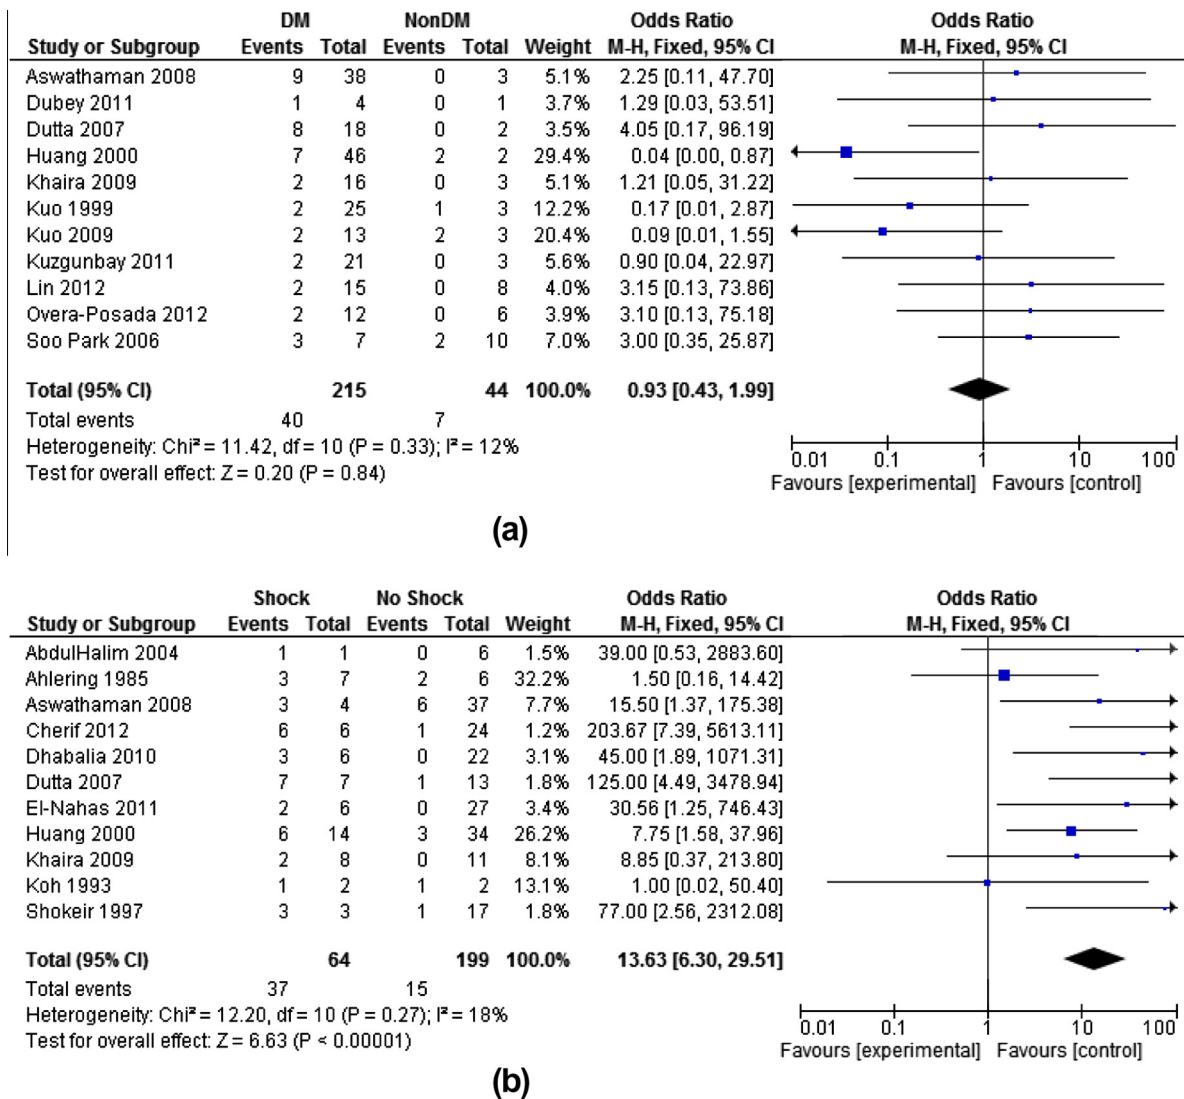 DM NonDM Odds Ratio Odds Ratio
Study or Subgroup Events Total Events Total Weight M-H, Fixed, 95% CI M-H, Fixed, 95% CI
Aswathaman 2008 9 38 0 3 5.1% 2.25 [0.11, 47.70]
Dubey 2011 1 4 0 1 3.7% 1.29 [0.03, 53.51]
Dutta 2007 8 18 0 2 3.5% 4.05 [0.17, 96.19]
Huang 2000 7 46 2 2 29.4% 0.04 [0.00, 0.87]
Khaira 2009 2 16 0 3 5.1% 1.21 [0.05, 31.22]
Kuo 1999 2 25 1 3 12.2% 0.17 [0.01, 2.87]
Kuo 2009 2 13 2 3 20.4% 0.09 [0.01, 1.55]
Kuzgunbay 2011 2 21 0 3 5.6% 0.90 [0.04, 22.97]
Lin 2012 2 15 0 8 4.0% 3.15 [0.13, 73.86]
Overa-Posada 2012 2 12 0 6 3.9% 3.10 [0.13, 75.18]
Soo Park 2006 3 7 2 10 7.0% 3.00 [0.35, 25.87]
Total (95% CI) 215 44 100.0% 0.93 [0.43, 1.99]
Total events 40 7
Heterogeneity: Chi² = 11.42, df = 10 (P = 0.33); I² = 12%
Test for overall effect: Z = 0.20 (P = 0.84)
0.01 0.1 1 10 100
Favours [experimental] Favours [control]
(a)
Shock No Shock Odds Ratio Odds Ratio
Study or Subgroup Events Total Events Total Weight M-H, Fixed, 95% CI M-H, Fixed, 95% CI
AbdulHalim 2004 1 1 0 6 1.5% 39.00 [0.53, 2883.60]
Ahlering 1985 3 7 2 6 32.2% 1.50 [0.16, 14.42]
Aswathaman 2008 3 4 6 37 7.7% 15.50 [1.37, 175.38]
Cherif 2012 6 6 1 24 1.2% 203.67 [7.39, 5613.11]
Dhabalia 2010 3 6 0 22 3.1% 45.00 [1.89, 1071.31]
Dutta 2007 7 7 1 13 1.8% 125.00 [4.49, 3478.94]
El-Nahas 2011 2 6 0 27 3.4% 30.56 [1.25, 746.43]
Huang 2000 6 14 3 34 26.2% 7.75 [1.58, 37.96]
Khaira 2009 2 8 0 11 8.1% 8.85 [0.37, 213.80]
Koh 1993 1 2 1 2 13.1% 1.00 [0.02, 50.40]
Shokeir 1997 3 3 1 17 1.8% 77.00 [2.56, 2312.08]
Total (95% CI) 64 199 100.0% 13.63 [6.30, 29.51]
Total events 37 15
Heterogeneity: Chi² = 12.20, df = 10 (P = 0.27); I² = 18%
Test for overall effect: Z = 6.63 (P < 0.00001)
0.01 0.1 1 10 100
Favours [experimental] Favours [control]
(b)